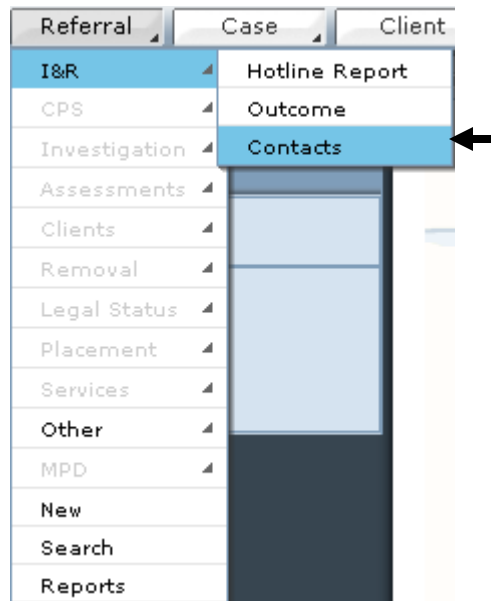 Referral Case Client
I&R
CPS
Investigation
Assessments
Clients
Removal
Legal Status
Placement
Services
Other
MPD
New
Search
Reports
Hotline Report
Outcome
Contacts